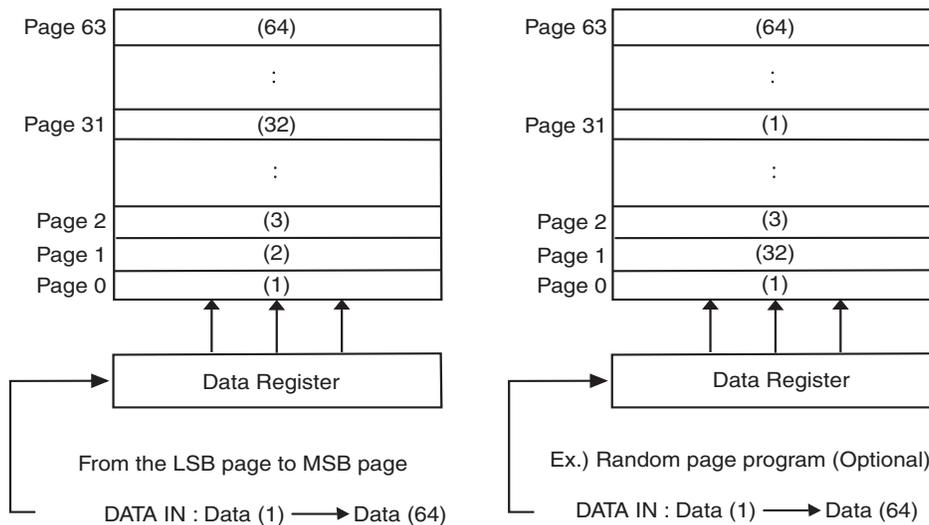 Page 63 (64)
:
Page 31 (32)
:
Page 2 (3)
Page 1 (2)
Page 0 (1)
Data Register
From the LSB page to MSB page
DATA IN : Data (1) Data (64)
Page 63 (64)
:
Page 31 (1)
:
Page 2 (3)
Page 1 (32)
Page 0 (1)
Data Register
Ex.) Random page program (Optional)
DATA IN : Data (1) Data (64)